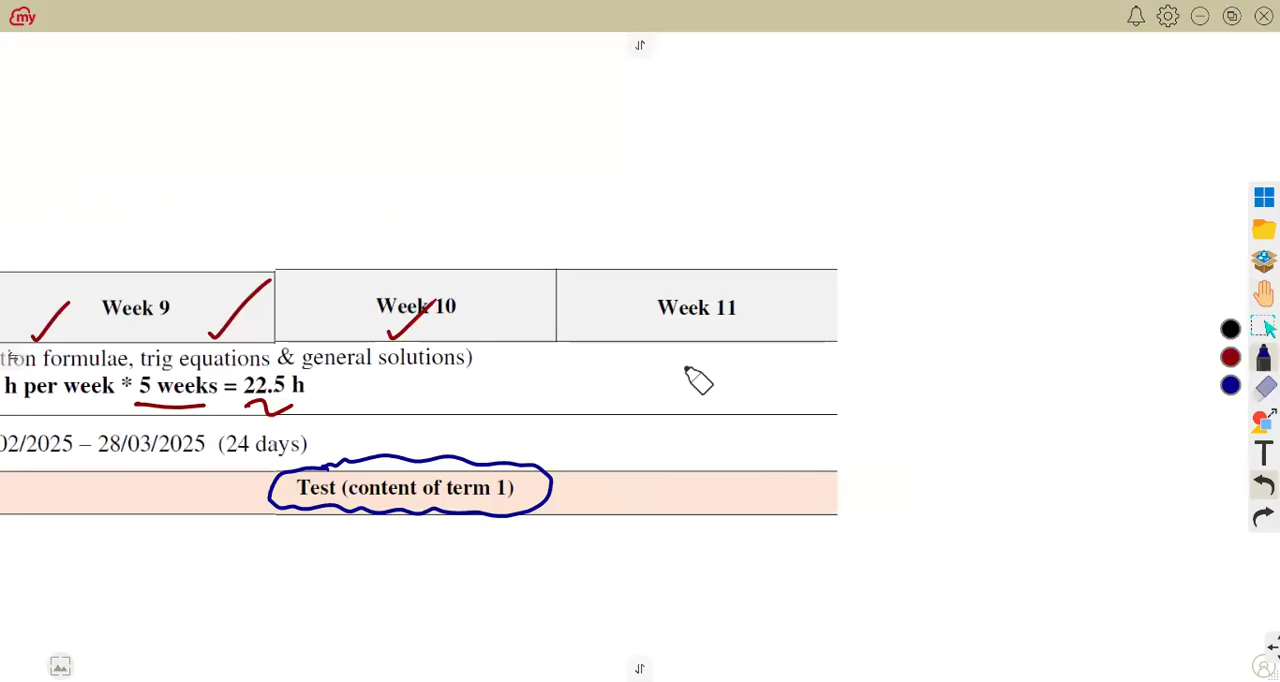 my
Week 9 Week 10 Week 11
tion formulae, trig equations & general solutions)
h per week * 5 weeks = 22.5 h
02/2025 – 28/03/2025 (24 days)
Test (content of term 1)
T